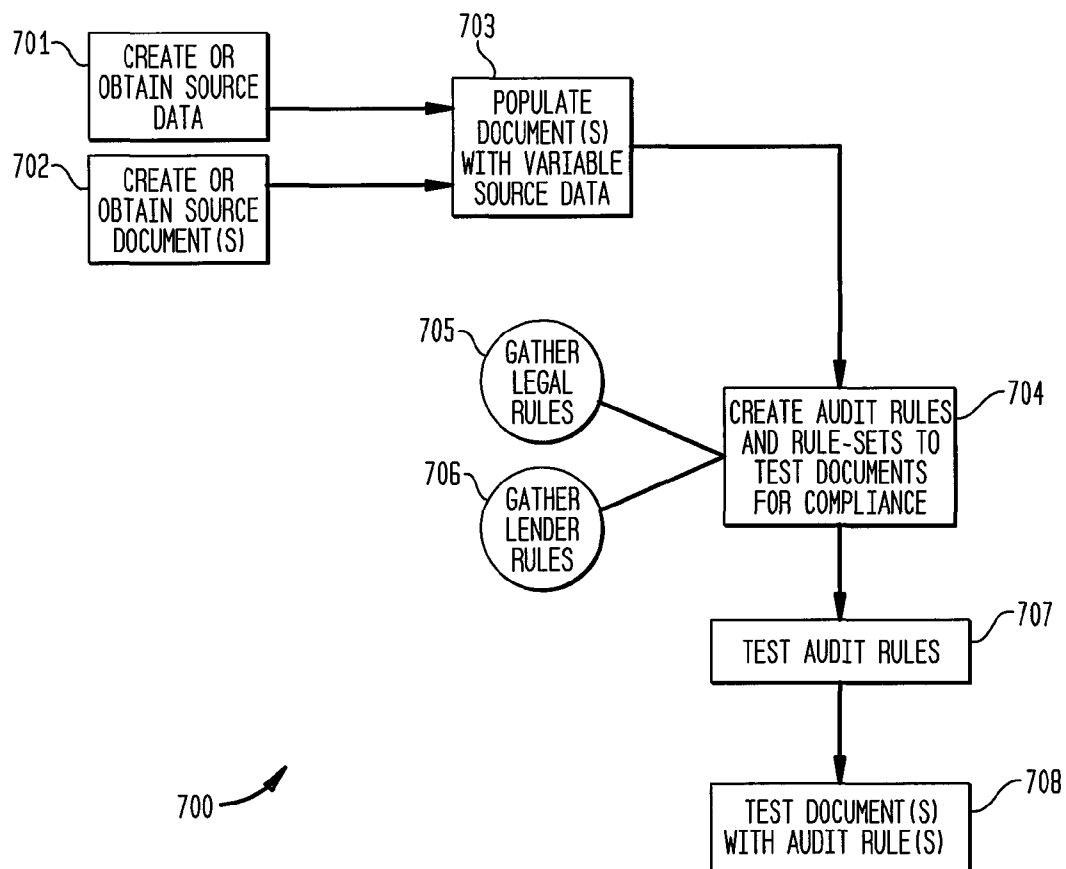 701
CREATE OR
OBTAIN SOURCE
DATA
702
CREATE OR
OBTAIN SOURCE
DOCUMENT(S)
703
POPULATE
DOCUMENT(S)
WITH VARIABLE
SOURCE DATA
705
GATHER
LEGAL
RULES
706
GATHER
LENDER
RULES
704
CREATE AUDIT RULES
AND RULE-SETS TO
TEST DOCUMENTS
FOR COMPLIANCE
707
TEST AUDIT RULES
708
TEST DOCUMENT(S)
WITH AUDIT RULE(S)
700